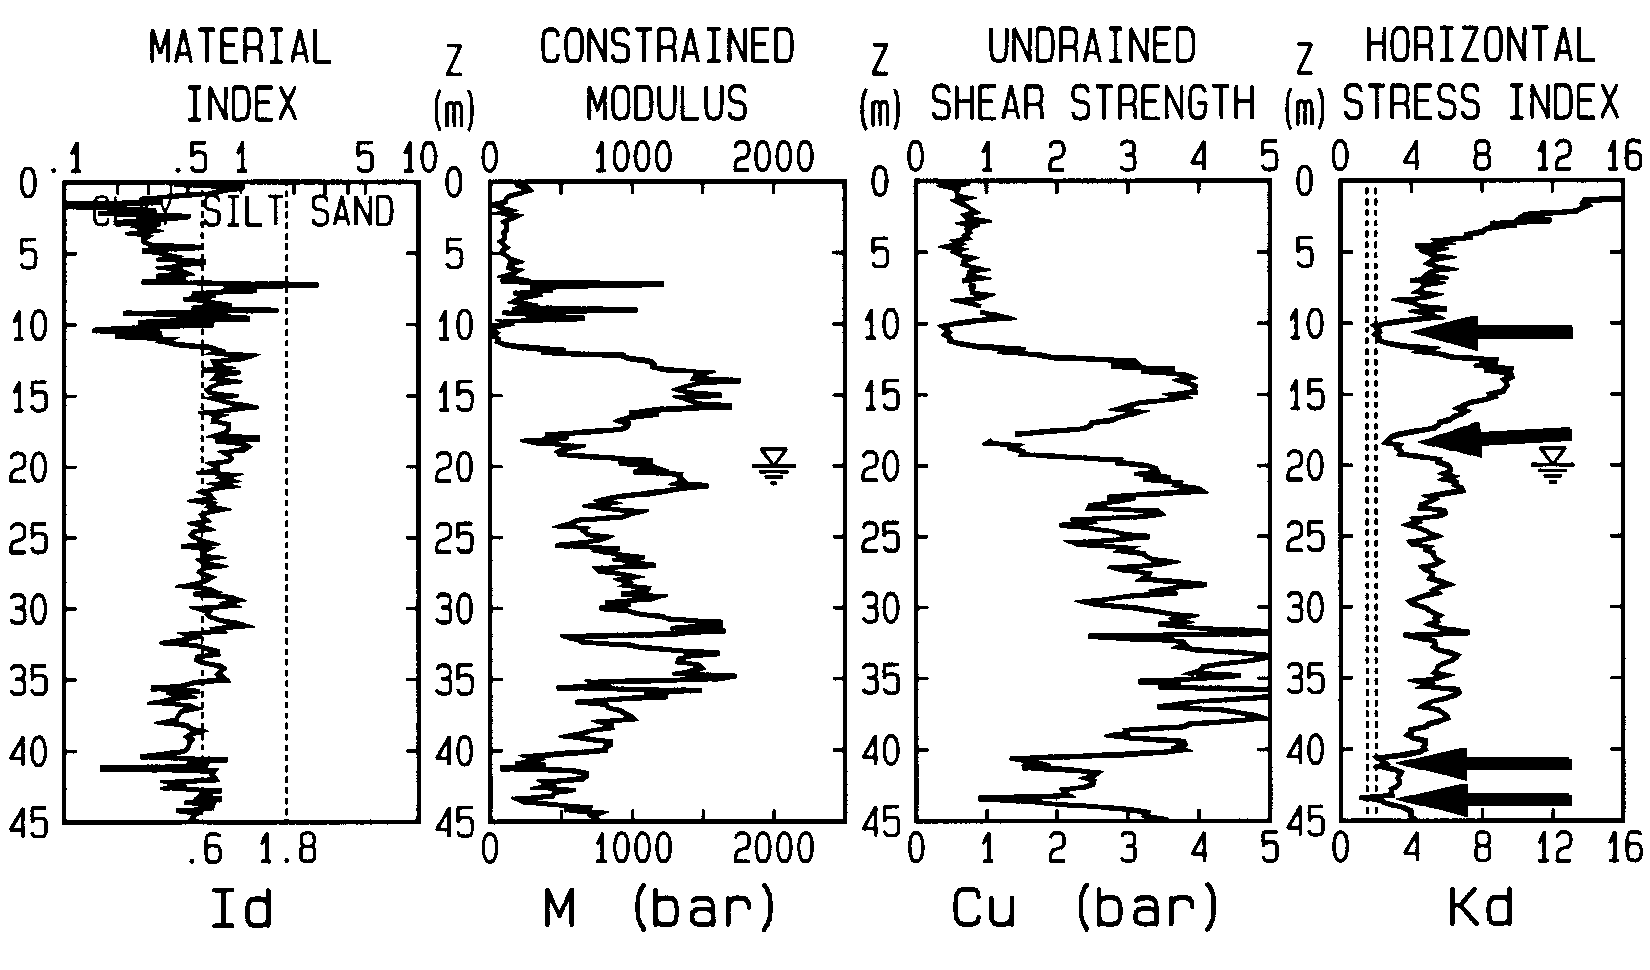 MATERIAL INDEX
Z (m)
CONSTRAINED MODULUS
Z (m)
UNDRAINED SHEAR STRENGTH
Z (m)
HORIZONTAL STRESS INDEX
.1 .5 1 5 10
0 1000 2000
0 1 2 3 4 5
0 4 8 12 16
0 0 0 0
SILT SAND
5 5 5 5
10 10 10 10
15 15 15 15
20 20 20 20
25 25 25 25
30 30 30 30
35 35 35 35
40 40 40 40
45 45 45 45
.6 1.8
0 1000 2000
0 1 2 3 4 5
0 4 8 12 16
Id
M (bar)
Cu (bar)
Kd